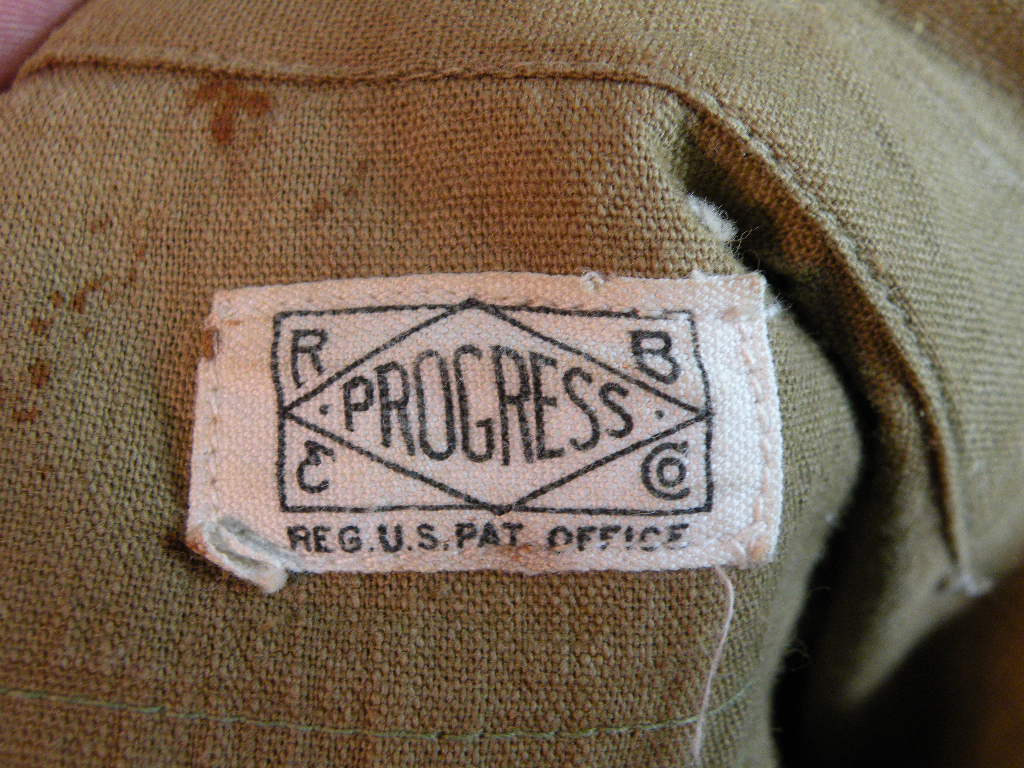 R B
· PROGRESS ·
E Co
REG. U.S. PAT. OFFICE